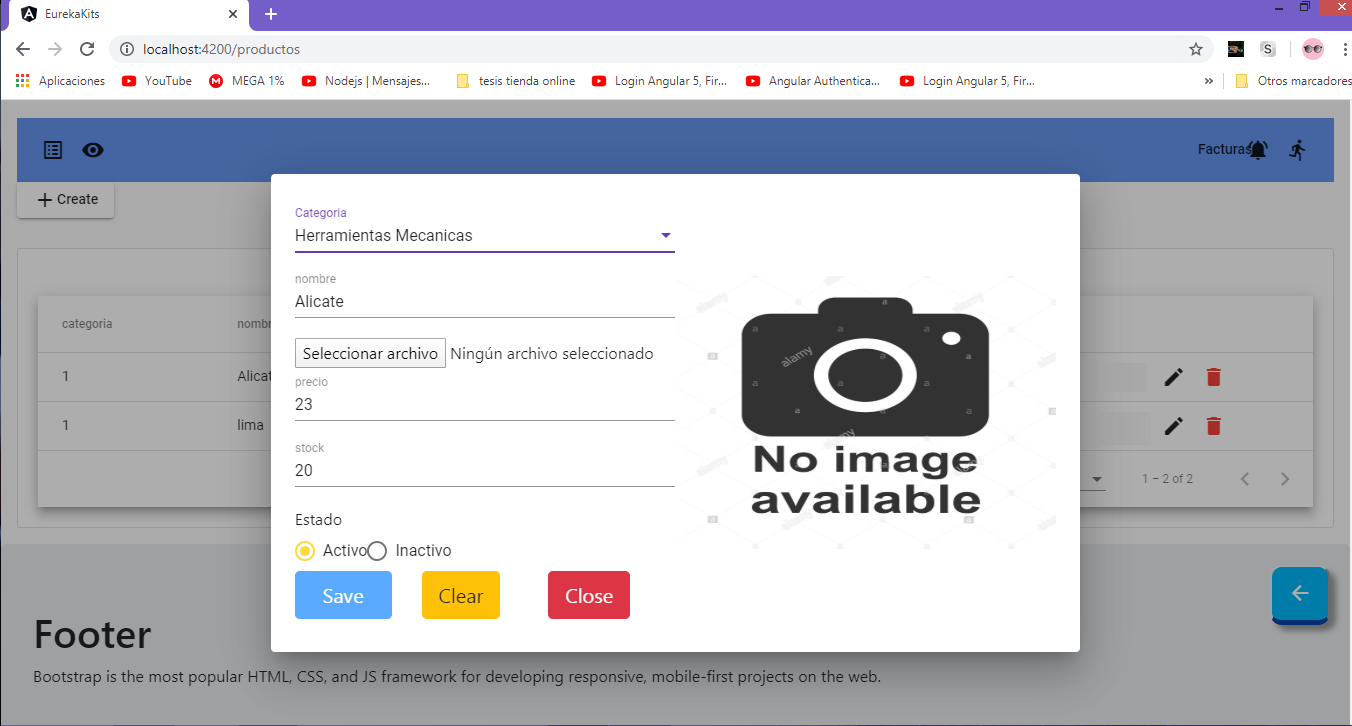 EurekaKits
localhost:4200/productos
S
Aplicaciones YouTube M MEGA 1% Nodejs | Mensajes... tesis tienda online Login Angular 5, Fir... Angular Authentica... Login Angular 5, Fir... » Otros marcadores
Facturas
Create
Categoria
Herramientas Mecanicas
nombre
Alicate
Seleccionar archivo Ningún archivo seleccionado
precio
23
stock
20
Estado
Activo Inactivo
Save Clear Close
alamy
No image
available
categoria nomb
1 Alicat
1 lima
1 – 2 of 2
Footer
Bootstrap is the most popular HTML, CSS, and JS framework for developing responsive, mobile-first projects on the web.